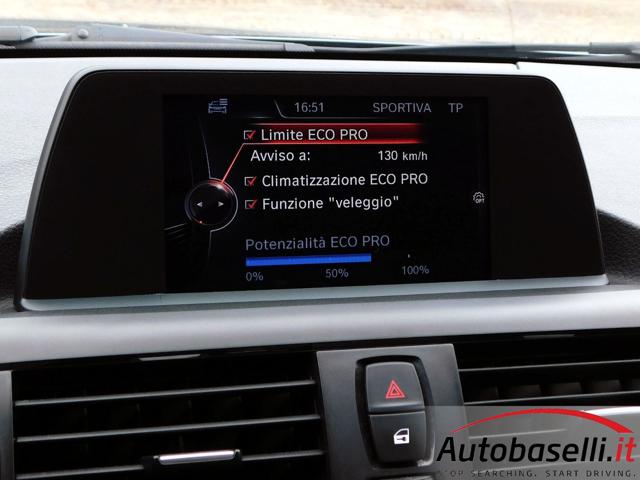 16:51 SPORTIVA TP
Limite ECO PRO
Avviso a: 130 km/h
Climatizzazione ECO PRO
Funzione "veleggio"
OPT
Potenzialità ECO PRO
0% 50% 100%
Autobaselli.it
STOP SEARCHING. START DRIVING.